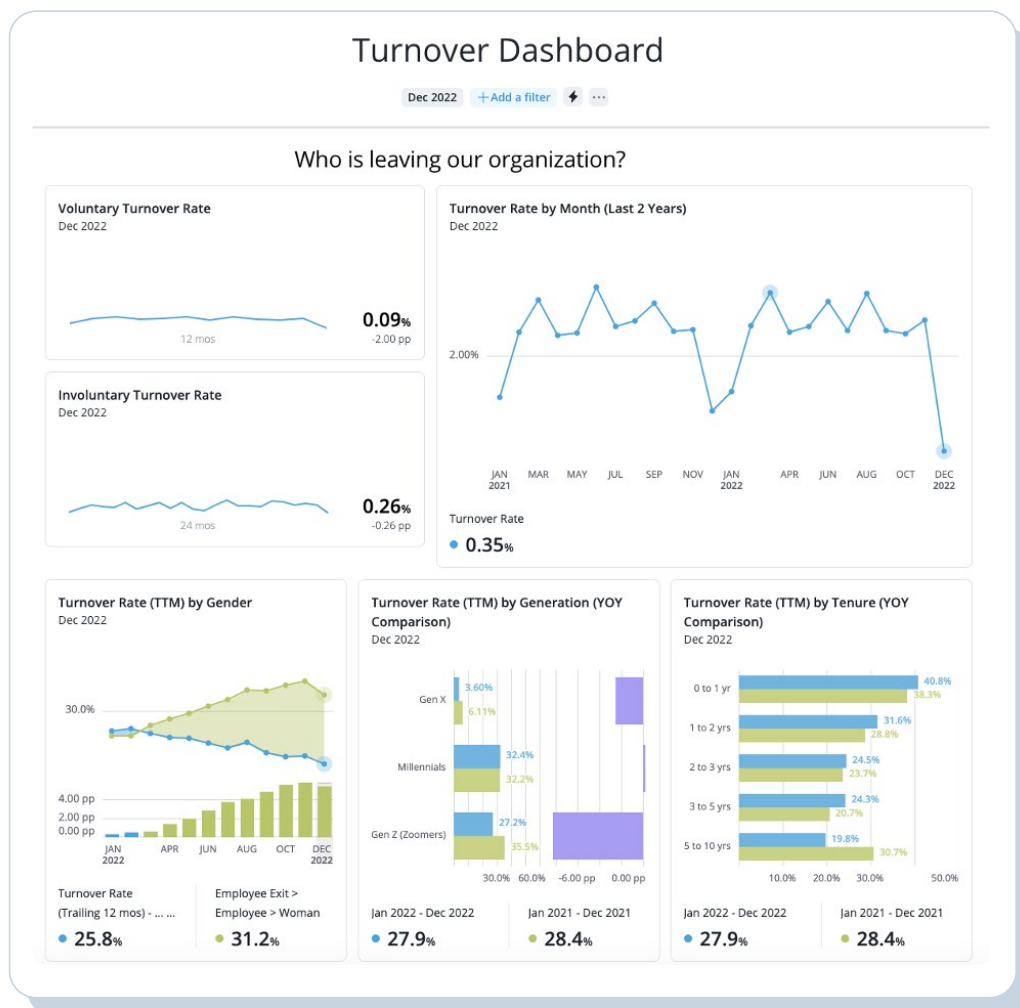 Turnover Dashboard
Dec 2022
+Add a filter
...
Who is leaving our organization?
Voluntary Turnover Rate
Dec 2022
12 mos
0.09%
-2.00 pp
Involuntary Turnover Rate
Dec 2022
24 mos
0.26%
-0.26 pp
Turnover Rate by Month (Last 2 Years)
Dec 2022
2.00%
JAN MAR MAY JUL SEP NOV JAN APR JUN AUG OCT DEC
2021 2022 2022
Turnover Rate
0.35%
Turnover Rate (TTM) by Gender
Dec 2022
30.0%
4.00 pp
2.00 pp
0.00 pp
JAN APR JUN AUG OCT DEC
2022 2022
Turnover Rate
(Trailing 12 mos) - ... ...
25.8%
Employee Exit >
Employee > Woman
31.2%
Turnover Rate (TTM) by Generation (YOY
Comparison)
Dec 2022
Gen X
3.60%
6.11%
Millennials
32.4%
32.2%
Gen Z (Zoomers)
27.2%
35.5%
30.0% 60.0% -6.00 pp 0.00 pp
Jan 2022 - Dec 2022
27.9%
Jan 2021 - Dec 2021
28.4%
Turnover Rate (TTM) by Tenure (YOY
Comparison)
Dec 2022
0 to 1 yr
40.8%
38.3%
1 to 2 yrs
31.6%
28.8%
2 to 3 yrs
24.5%
23.7%
3 to 5 yrs
24.3%
20.7%
5 to 10 yrs
19.8%
30.7%
10.0% 20.0% 30.0% 50.0%
Jan 2022 - Dec 2022
27.9%
Jan 2021 - Dec 2021
28.4%